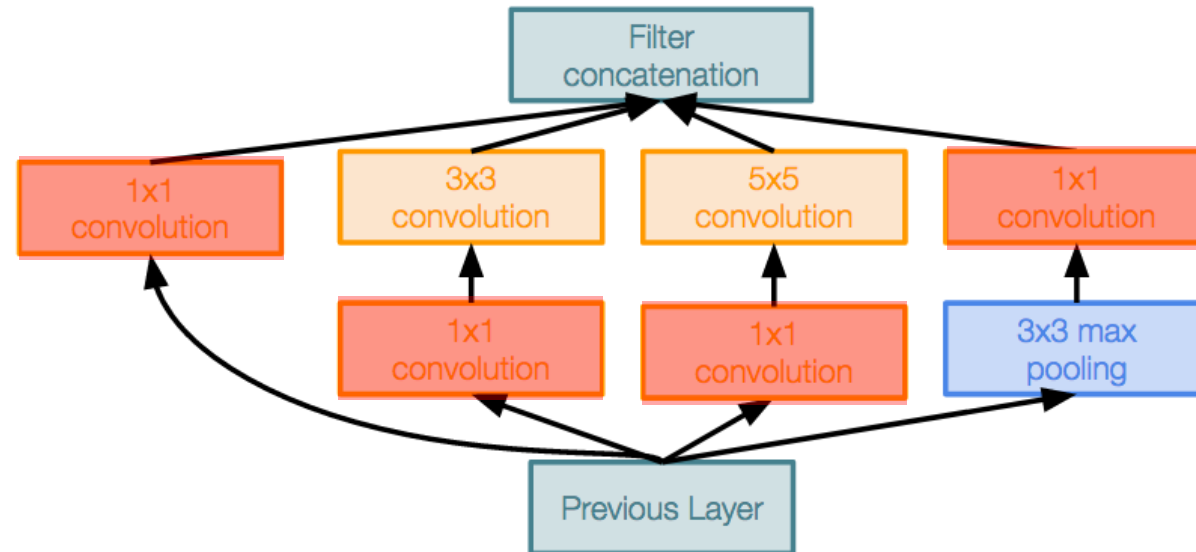 Filter
concatenation
1x1
convolution
3x3
convolution
5x5
convolution
1x1
convolution
1x1
convolution
1x1
convolution
3x3 max
pooling
Previous Layer